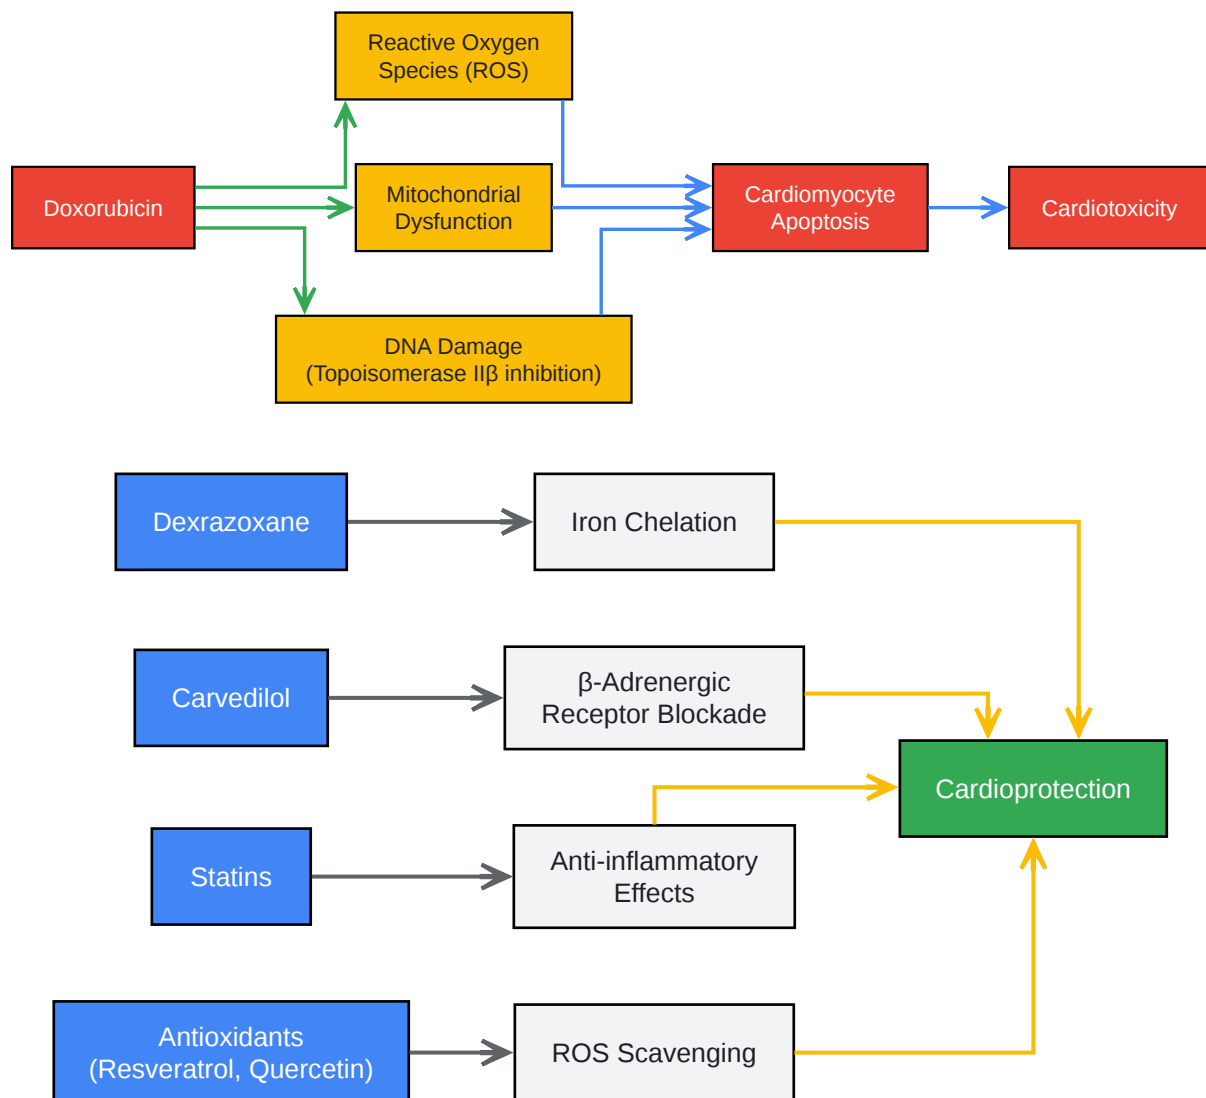 Reactive Oxygen
Species (ROS)
Doxorubicin
Mitochondrial
Dysfunction
Cardiomyocyte
Apoptosis
Cardiotoxicity
DNA Damage
(Topoisomerase IIβ inhibition)
Dexrazoxane
Iron Chelation
Carvedilol
β-Adrenergic
Receptor Blockade
Cardioprotection
Statins
Anti-inflammatory
Effects
Antioxidants
(Resveratrol, Quercetin)
ROS Scavenging